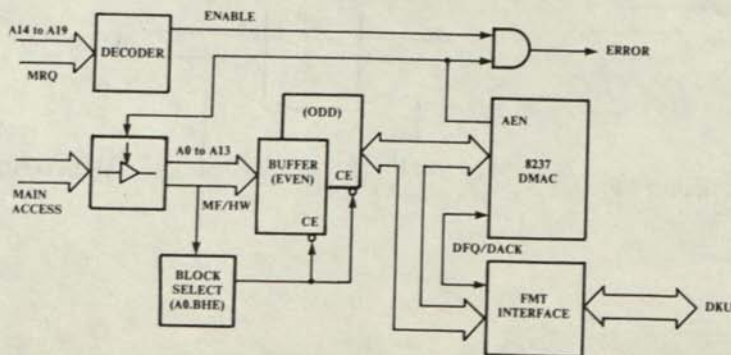 ENABLE
A14 to A19
MRQ
DECODER
ERROR
(ODD)
AEN
8237
DMAC
A0 to A13
BUFFER
(EVEN)
CE
MAIN
ACCESS
MF/HW
CE
DFQ/DACK
BLOCK
SELECT
(A0.BHE)
FMT
INTERFACE
DKU